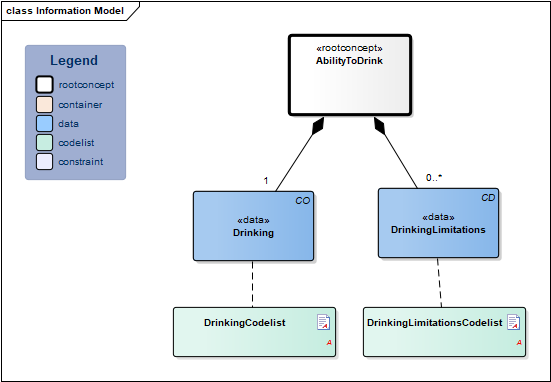 class Information Model
Legend
rootconcept
container
data
codelist
constraint
«rootconcept»
AbilityToDrink
1
0..*
CO
«data»
Drinking
CD
«data»
DrinkingLimitations
DrinkingCodelist
A
DrinkingLimitationsCodelist
A